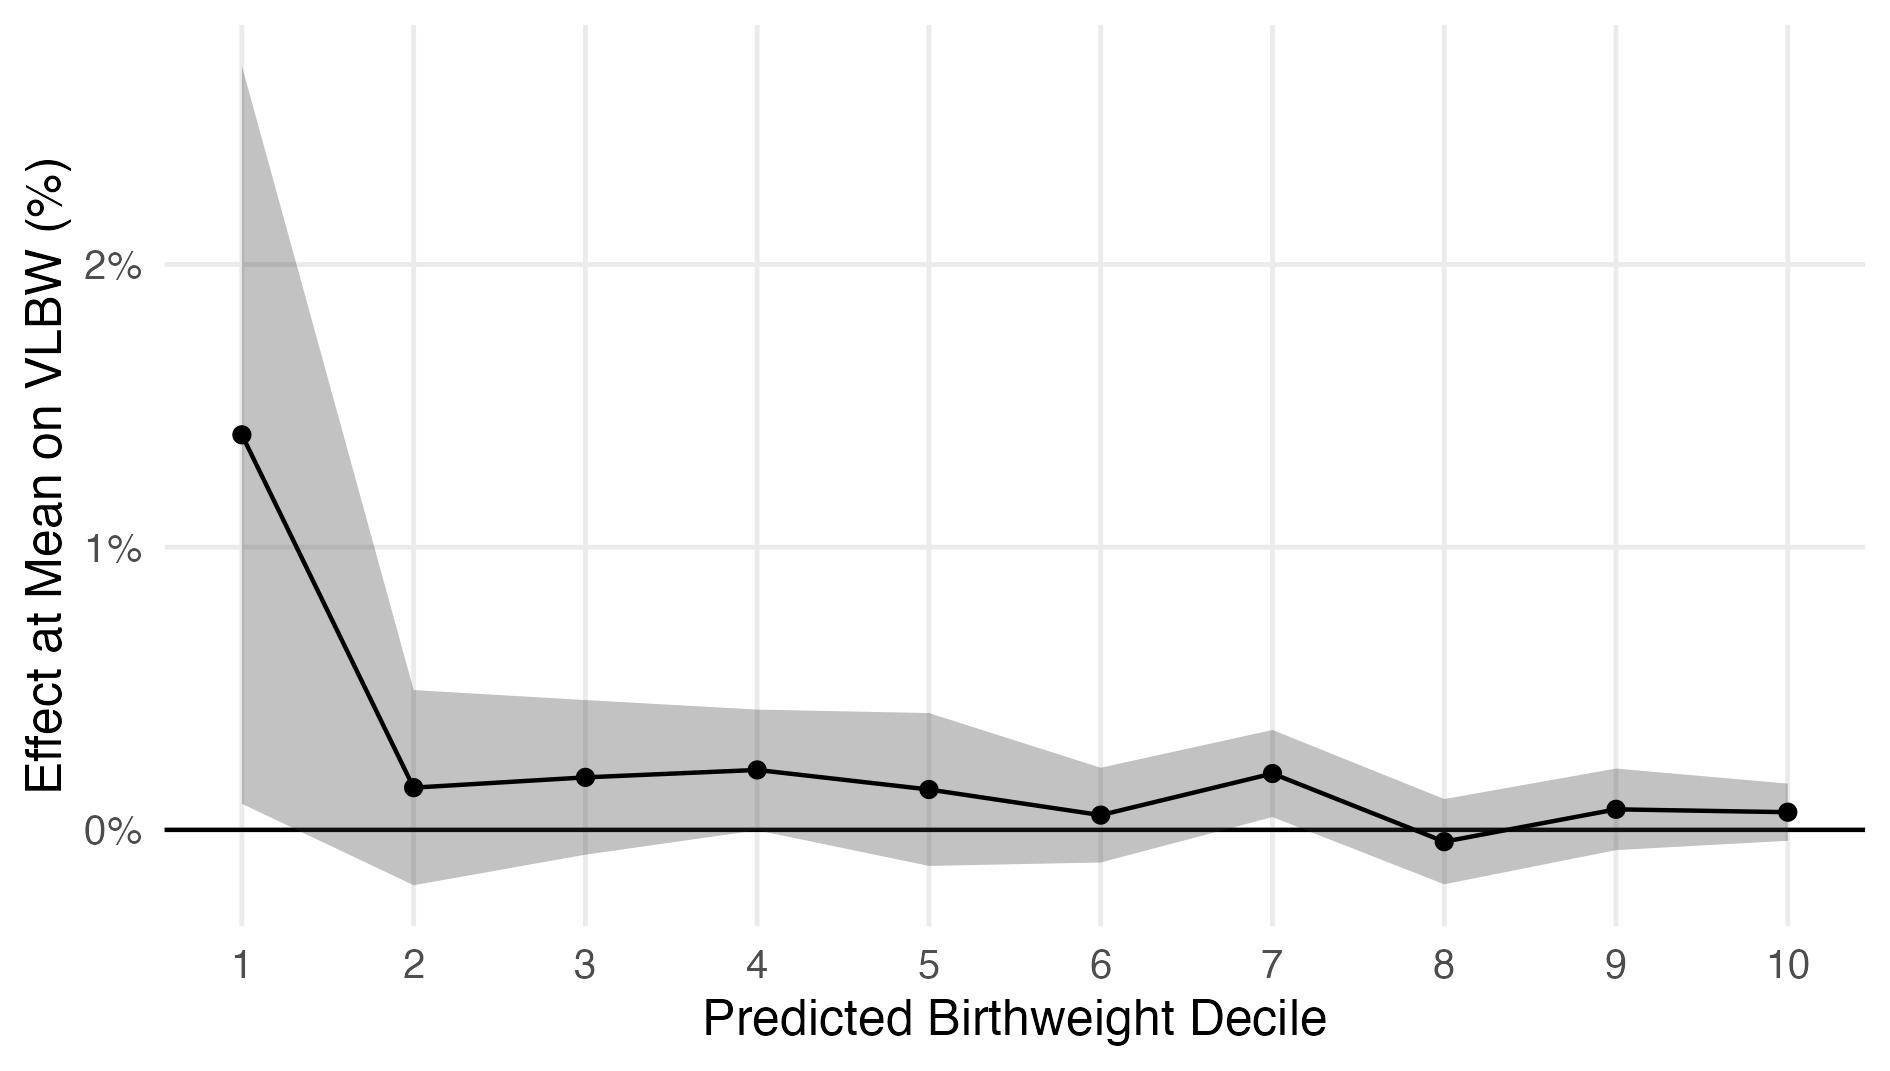 Effect at Mean on VLBW (%)
2%
1%
0%
1 2 3 4 5 6 7 8 9 10
Predicted Birthweight Decile